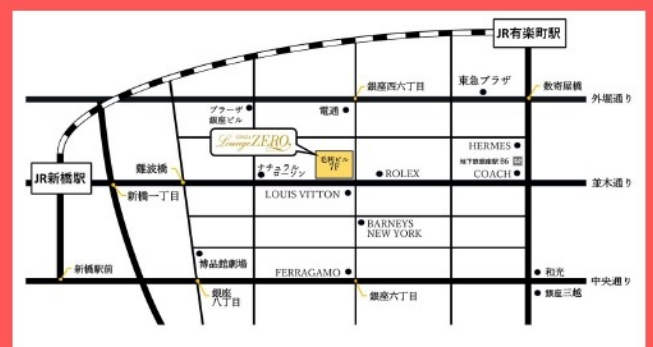 JR有楽町駅
銀座西六丁目
東急プラザ
数寄屋橋
外堀通り
プラーザ
銀座ビル
電通
Lounge ZERO
HERMES
難波橋
毛利ビル
7F
地下鉄銀座駅 B6
ナチュラル
ローソン
ROLEX
COACH
JR新橋駅
並木通り
新橋一丁目
LOUIS VITTON
BARNEYS
NEW YORK
博品館劇場
新橋駅前
FERRAGAMO
和光
中央通り
銀座
八丁目
銀座六丁目
銀座三越